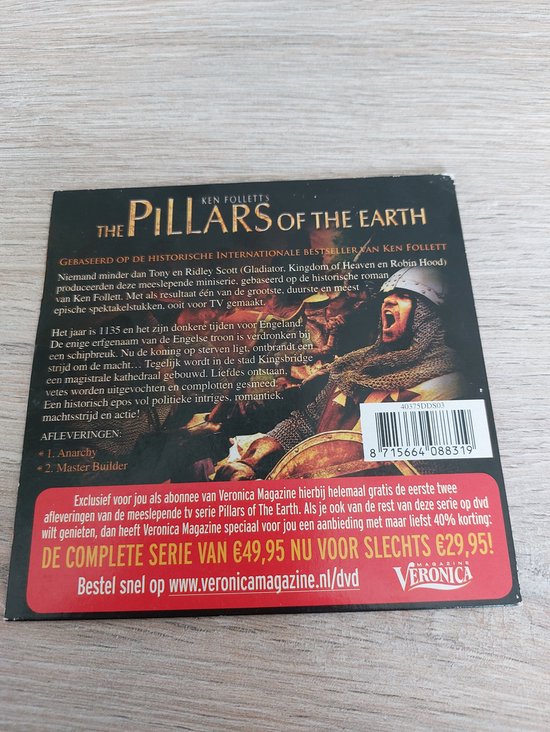 KEN FOLLETT'S
THE PILLARS OF THE EARTH
GEBASEERD OP DE HISTORISCHE INTERNATIONALE BESTSELLER VAN KEN FOLLETT
Niemand minder dan Tony en Ridley Scott (Gladiator, Kingdom of Heaven en Robin Hood)
produceerden deze meeslepende miniserie, gebaseerd op de historische roman
van Ken Follett. Met als resultaat één van de grootste, duurste en meest
epische spektakelstukken, ooit voor TV gemaakt.
Het jaar is 1135 en het zijn donkere tijden voor Engeland!
De enige erfgenaam van de Engelse troon is verdronken bij
een schipbreuk. Nu de koning op sterven ligt, ontbrandt een
strijd om de macht… Tegelijk wordt in de stad Kingsbridge
een magistrale kathedraal gebouwd. Liefdes ontstaan,
vetes worden uitgevochten en complotten gesmeed.
Een historisch epos vol politieke intriges, romantiek,
machtsstrijd en actie!
AFLEVERINGEN:
1. Anarchy
2. Master Builder
40375DDS03
8 715664 088319
Exclusief voor jou als abonnee van Veronica Magazine hierbij helemaal gratis de eerste twee
afleveringen van de meeslepende tv serie Pillars of The Earth. Als je ook van de rest van deze serie op dvd
wilt genieten, dan heeft Veronica Magazine speciaal voor jou een aanbieding met maar liefst 40% korting:
DE COMPLETE SERIE VAN €49,95 NU VOOR SLECHTS €29,95!
Bestel snel op www.veronicamagazine.nl/dvd
MAGAZINE
VERONICA